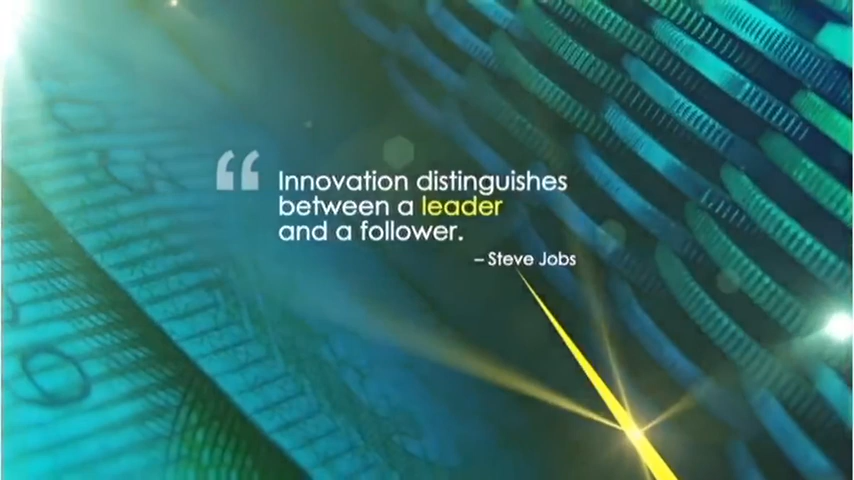 “ Innovation distinguishes
between a leader
and a follower.
– Steve Jobs